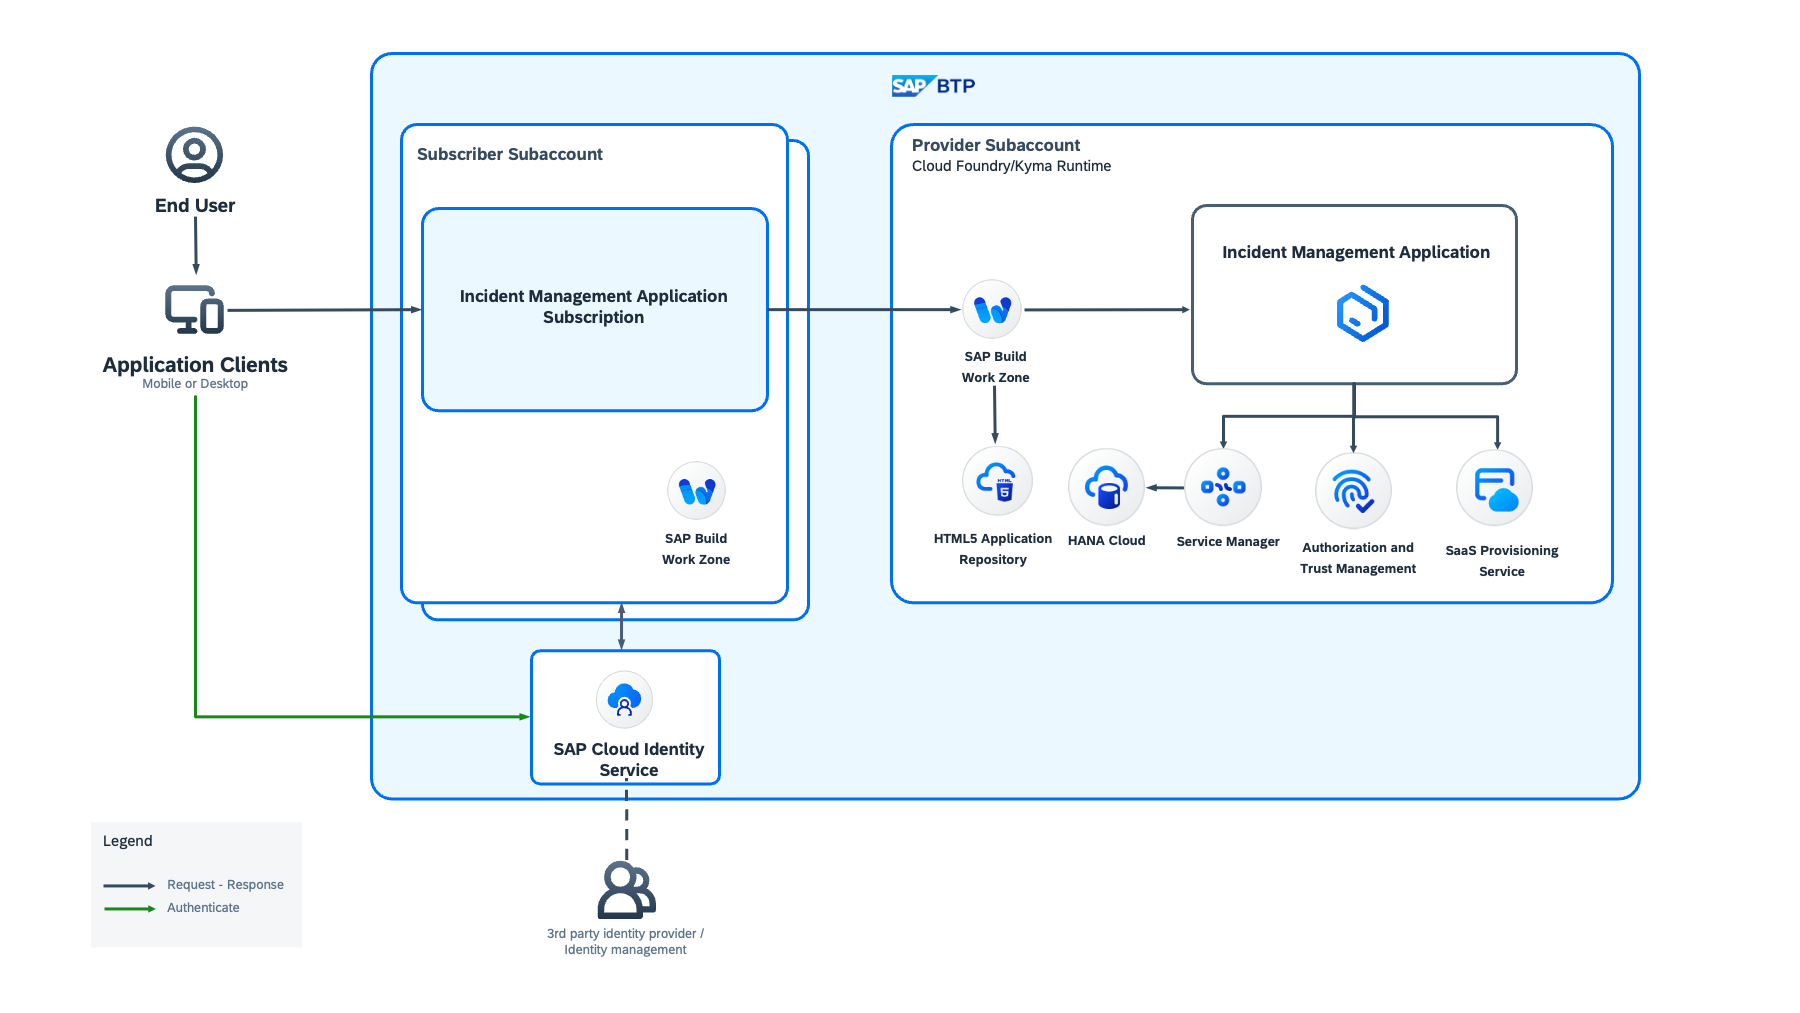 SAP BTP
End User
Application Clients
Mobile or Desktop
Subscriber Subaccount
Incident Management Application
Subscription
SAP Build
Work Zone
Provider Subaccount
Cloud Foundry/Kyma Runtime
SAP Build
Work Zone
Incident Management Application
HTML
5
HTML5 Application
Repository
HANA Cloud
Service Manager
Authorization and
Trust Management
SaaS Provisioning
Service
SAP Cloud Identity
Service
3rd party identity provider /
Identity management
Legend
Request - Response
Authenticate